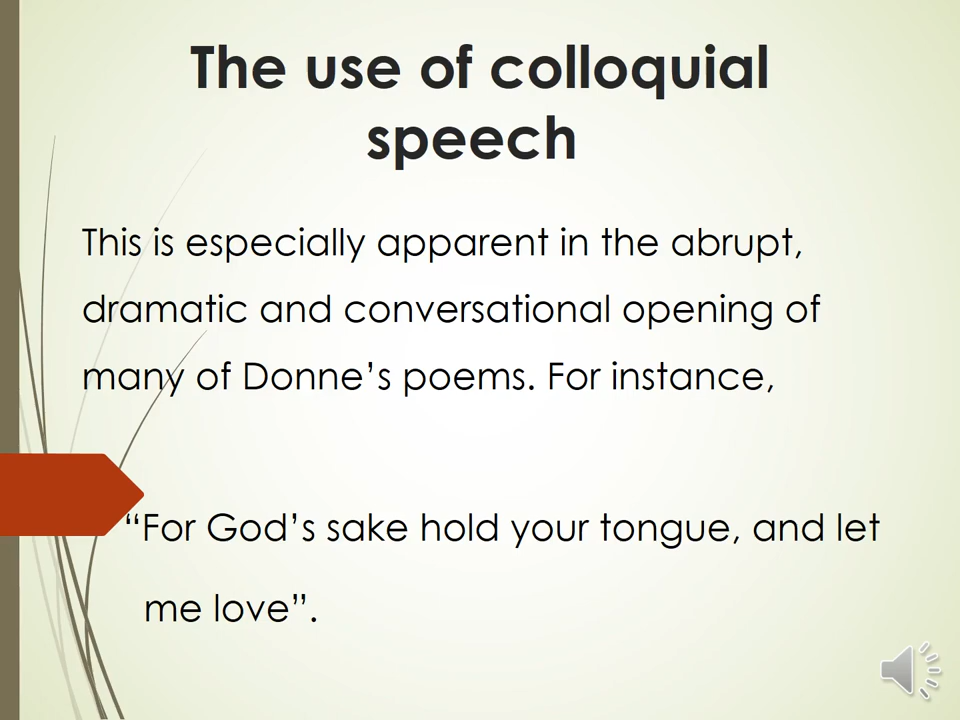 The use of colloquial
speech
This is especially apparent in the abrupt,
dramatic and conversational opening of
many of Donne’s poems. For instance,
“For God’s sake hold your tongue, and let
me love”.